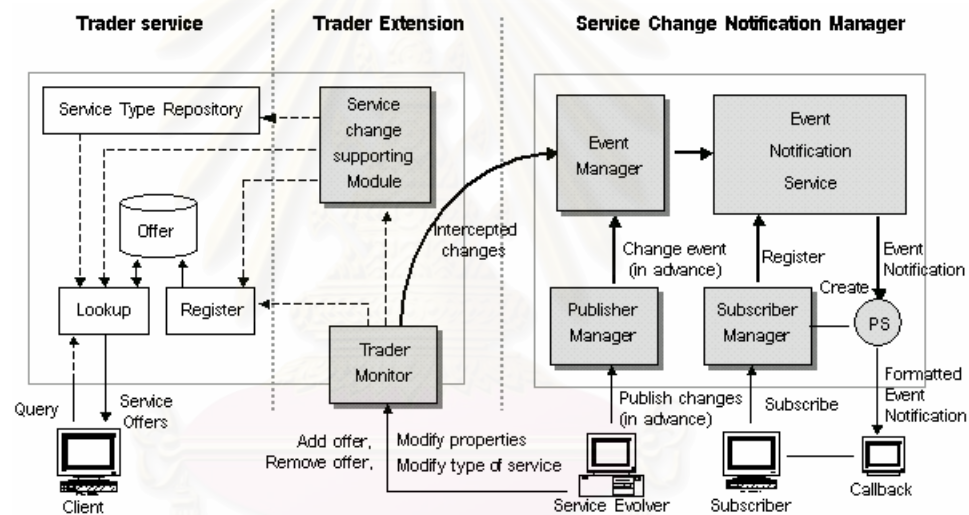 Trader service
Trader Extension
Service Change Notification Manager
Service Type Repository
Service
change
supporting
Module
Event
Manager
Event
Notification
Service
Offer
Intercepted
changes
Change event
(in advance)
Register
Event
Notification
Create
Lookup
Register
Publisher
Manager
Subscriber
Manager
PS
Trader
Monitor
Formatted
Event
Notification
Query
Service
Offers
Publish changes
(in advance)
Subscribe
Add offer,
Remove offer,
Modify properties
Modify type of service
Client
Service Evolver
Subscriber
Callback